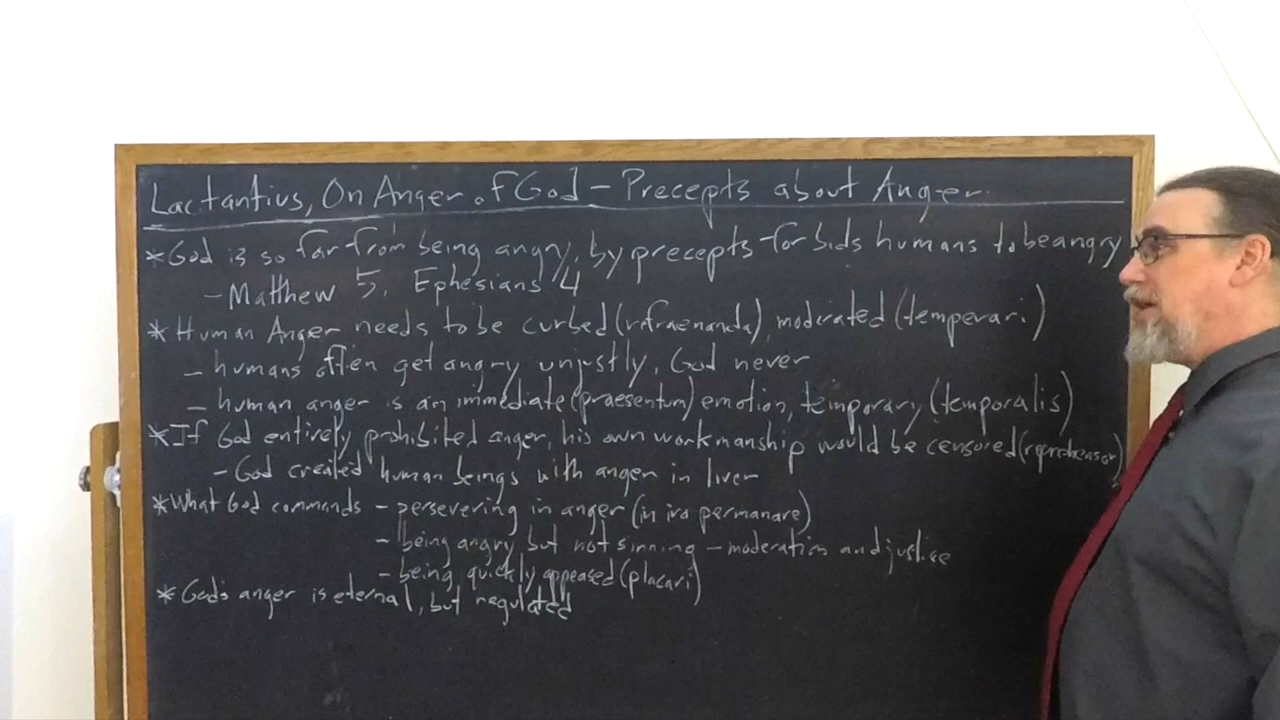 Lactantius, On Anger of God - Precepts about Anger
*God is so far from being angry, by precepts forbids humans to be angry
- Matthew 5, Ephesians 4
*Human Anger needs to be curbed (refraenanda), moderated (temperari)
- humans often get angry unjustly, God never
- human anger is an immediate (praesentum) emotion, temporary (temporalis)
*If God entirely prohibited anger, his own workmanship would be censored
- God created human beings with anger in liver
*What God commands - persevering in anger (in ira permanare)
- being angry but not sinning - moderation and justice
- being quickly appeased (placari)
*God's anger is eternal, but regulated